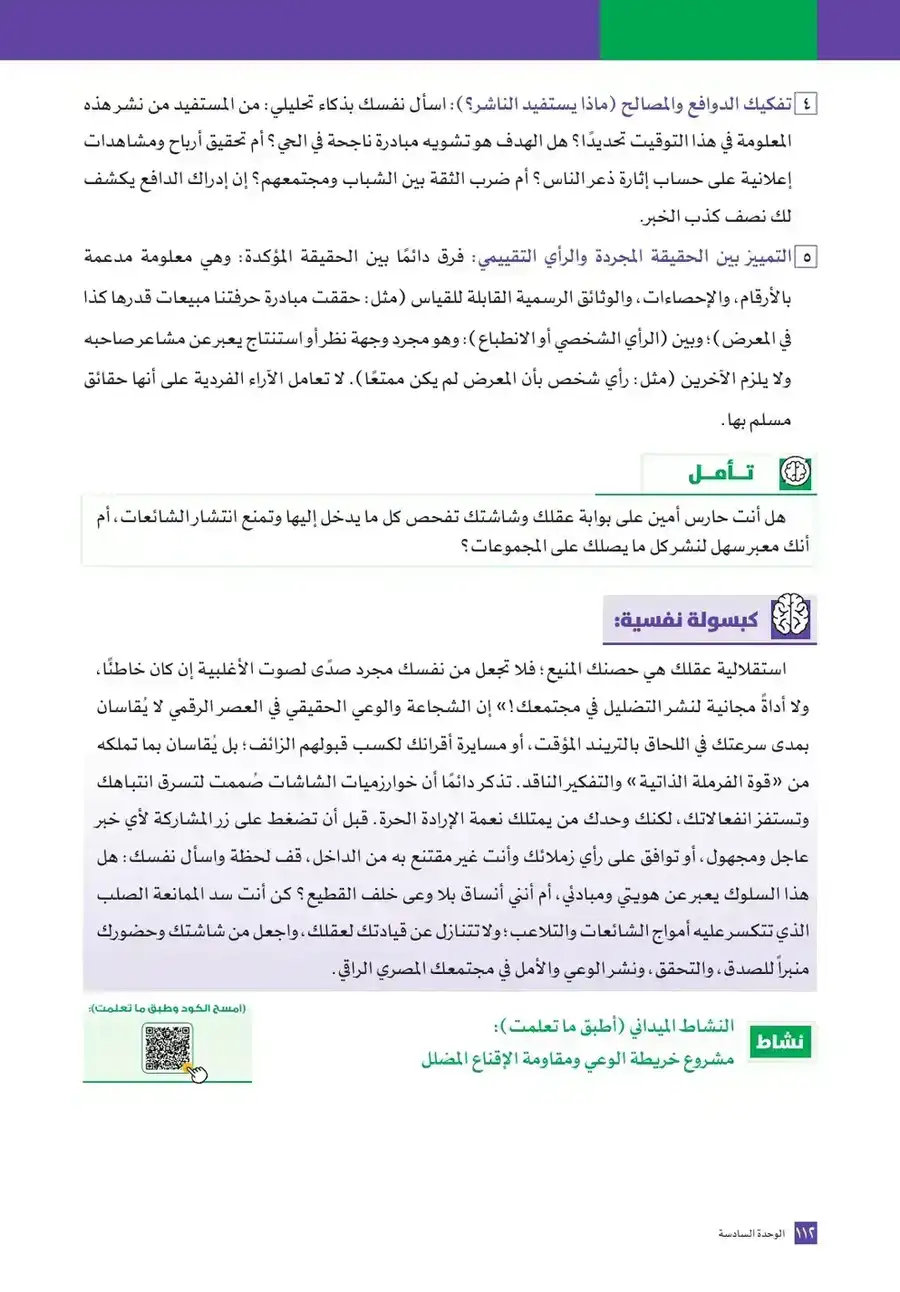 ٤ تفكيك الدوافع والمصالح (ماذا يستفيد الناشر؟): اسأل نفسك بذكاء تحليلي: من المستفيد من نشر هذه
المعلومة في هذا التوقيت تحديدًا؟ هل الهدف هو تشويه مبادرة ناجحة في الحي؟ أم تحقيق أرباح ومشاهدات
إعلانية على حساب إثارة ذعر الناس؟ أم ضرب الثقة بين الشباب ومجتمعهم؟ إن إدراك الدافع يكشف
لك نصف كذب الخبر.
٥ التمييز بين الحقيقة المجردة والرأي التقييمي: فرق دائمًا بين الحقيقة المؤكدة: وهي معلومة مدعمة
بالأرقام، والإحصاءات، والوثائق الرسمية القابلة للقياس (مثل: حققت مبادرة حرفتنا مبيعات قدرها كذا
في المعرض)؛ وبين (الرأي الشخصي أو الانطباع): وهو مجرد وجهة نظر أو استنتاج يعبر عن مشاعر صاحبه
ولا يلزم الآخرين (مثل: رأي شخص بأن المعرض لم يكن ممتعًا). لا تعامل الآراء الفردية على أنها حقائق
مسلم بها.
تـأمـل
هل أنت حارس أمين على بوابة عقلك وشاشتك تفحص كل ما يدخل إليها وتمنع انتشار الشائعات، أم
أنك معبر سهل لنشر كل ما يصلك على المجموعات؟
كبسولة نفسية:
استقلالية عقلك هي حصنك المنيع؛ فلا تجعل من نفسك مجرد صدًى لصوت الأغلبية إن كان خاطئًا،
ولا أداةً مجانية لنشر التضليل في مجتمعك!» إن الشجاعة والوعي الحقيقي في العصر الرقمي لا يُقاسان
بمدى سرعتك في اللحاق بالتريند المؤقت، أو مسايرة أقرانك لكسب قبولهم الزائف؛ بل يُقاسان بما تملكه
من «قوة الفرملة الذاتية» والتفكير الناقد. تذكر دائمًا أن خوارزميات الشاشات صُممت لتسرق انتباهك
وتستفز انفعالاتك، لكنك وحدك من يمتلك نعمة الإرادة الحرة. قبل أن تضغط على زر المشاركة لأي خبر
عاجل ومجهول، أو توافق على رأي زملائك وأنت غير مقتنع به من الداخل، قف لحظة واسأل نفسك: هل
هذا السلوك يعبر عن هويتي ومبادئي، أم أنني أنساق بلا وعى خلف القطيع؟ كن أنت سد الممانعة الصلب
الذي تتكسر عليه أمواج الشائعات والتلاعب؛ ولا تتنازل عن قيادتك لعقلك، واجعل من شاشتك وحضورك
منبراً للصدق، والتحقق، ونشر الوعي والأمل في مجتمعك المصري الراقي.
نشاط
النشاط الميداني (أطبق ما تعلمت):
مشروع خريطة الوعي ومقاومة الإقناع المضلل
(امسح الكود وطبق ما تعلمت):
١١٢ الوحدة السادسة